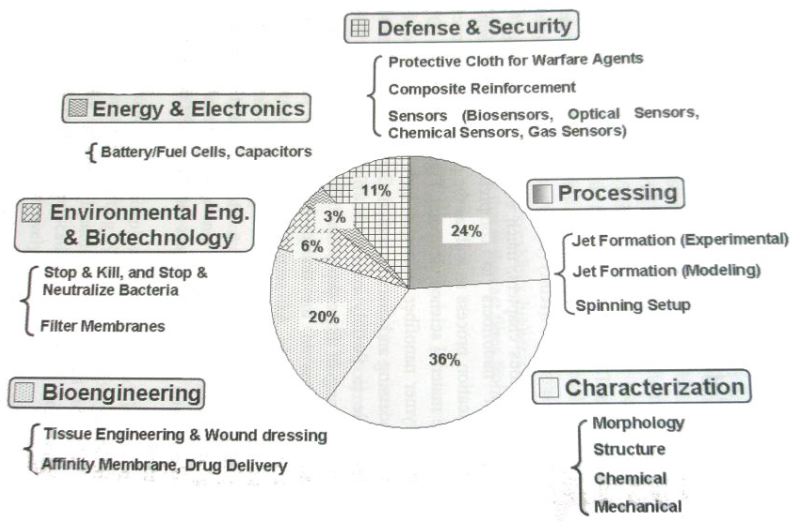 Defense & Security
Protective Cloth for Warfare Agents
Composite Reinforcement
Sensors (Biosensors, Optical Sensors,
Chemical Sensors, Gas Sensors)
Energy & Electronics
Battery/Fuel Cells, Capacitors
Environmental Eng.
& Biotechnology
Stop & Kill, and Stop &
Neutralize Bacteria
Filter Membranes
Bioengineering
Tissue Engineering & Wound dressing
Affinity Membrane, Drug Delivery
11%
3%
6%
24%
20%
36%
Processing
Jet Formation (Experimental)
Jet Formation (Modeling)
Spinning Setup
Characterization
Morphology
Structure
Chemical
Mechanical